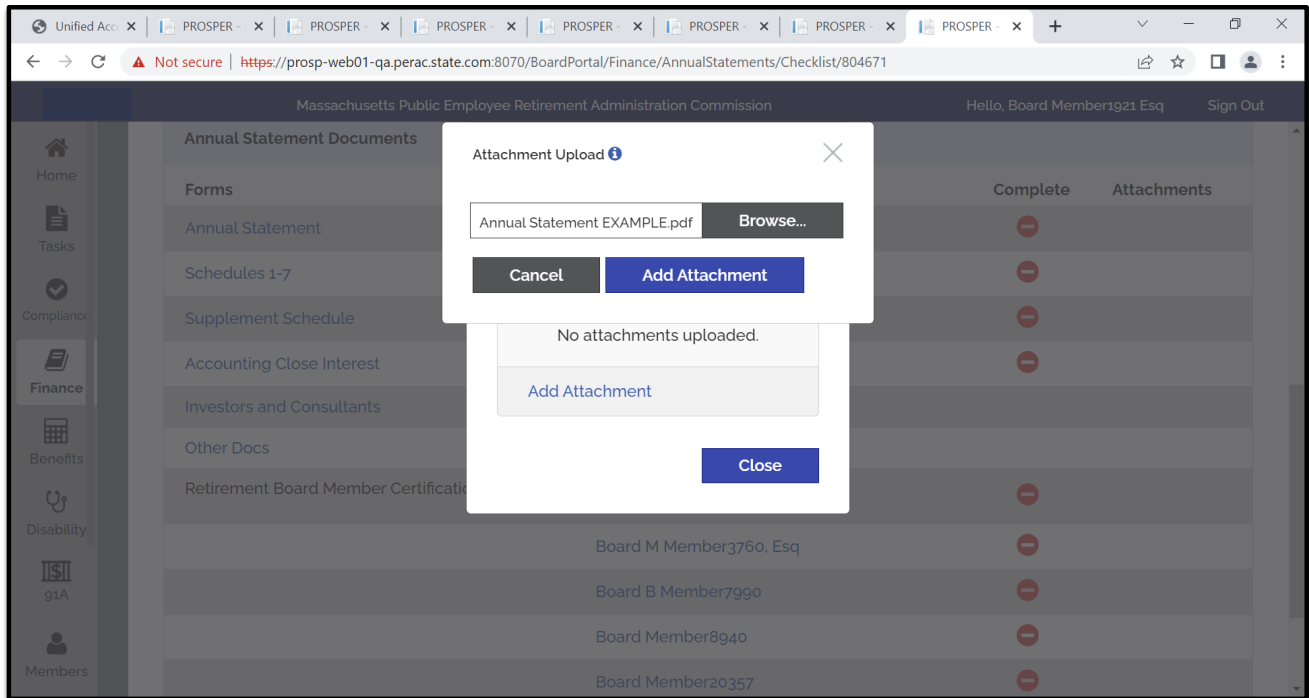 Unified Acc
PROSPER -
PROSPER -
PROSPER -
PROSPER -
PROSPER -
PROSPER -
PROSPER -
Not secure | https://prosp-web01-qa.perac.state.com:8070/BoardPortal/Finance/AnnualStatements/Checklist/804671
Massachusetts Public Employee Retirement Administration Commission
Hello, Board Member1921 Esq
Sign Out
Home
Tasks
Compliance
Finance
Benefits
Disability
91A
Members
Annual Statement Documents
Forms
Complete
Attachments
Annual Statement
Schedules 1-7
Supplement Schedule
Accounting Close Interest
Investors and Consultants
Other Docs
Retirement Board Member Certificatio
Board M Member3760, Esq
Board B Member7990
Board Member8940
Board Member20357
Attachment Upload
Annual Statement EXAMPLE.pdf
Browse...
Cancel
Add Attachment
No attachments uploaded.
Add Attachment
Close